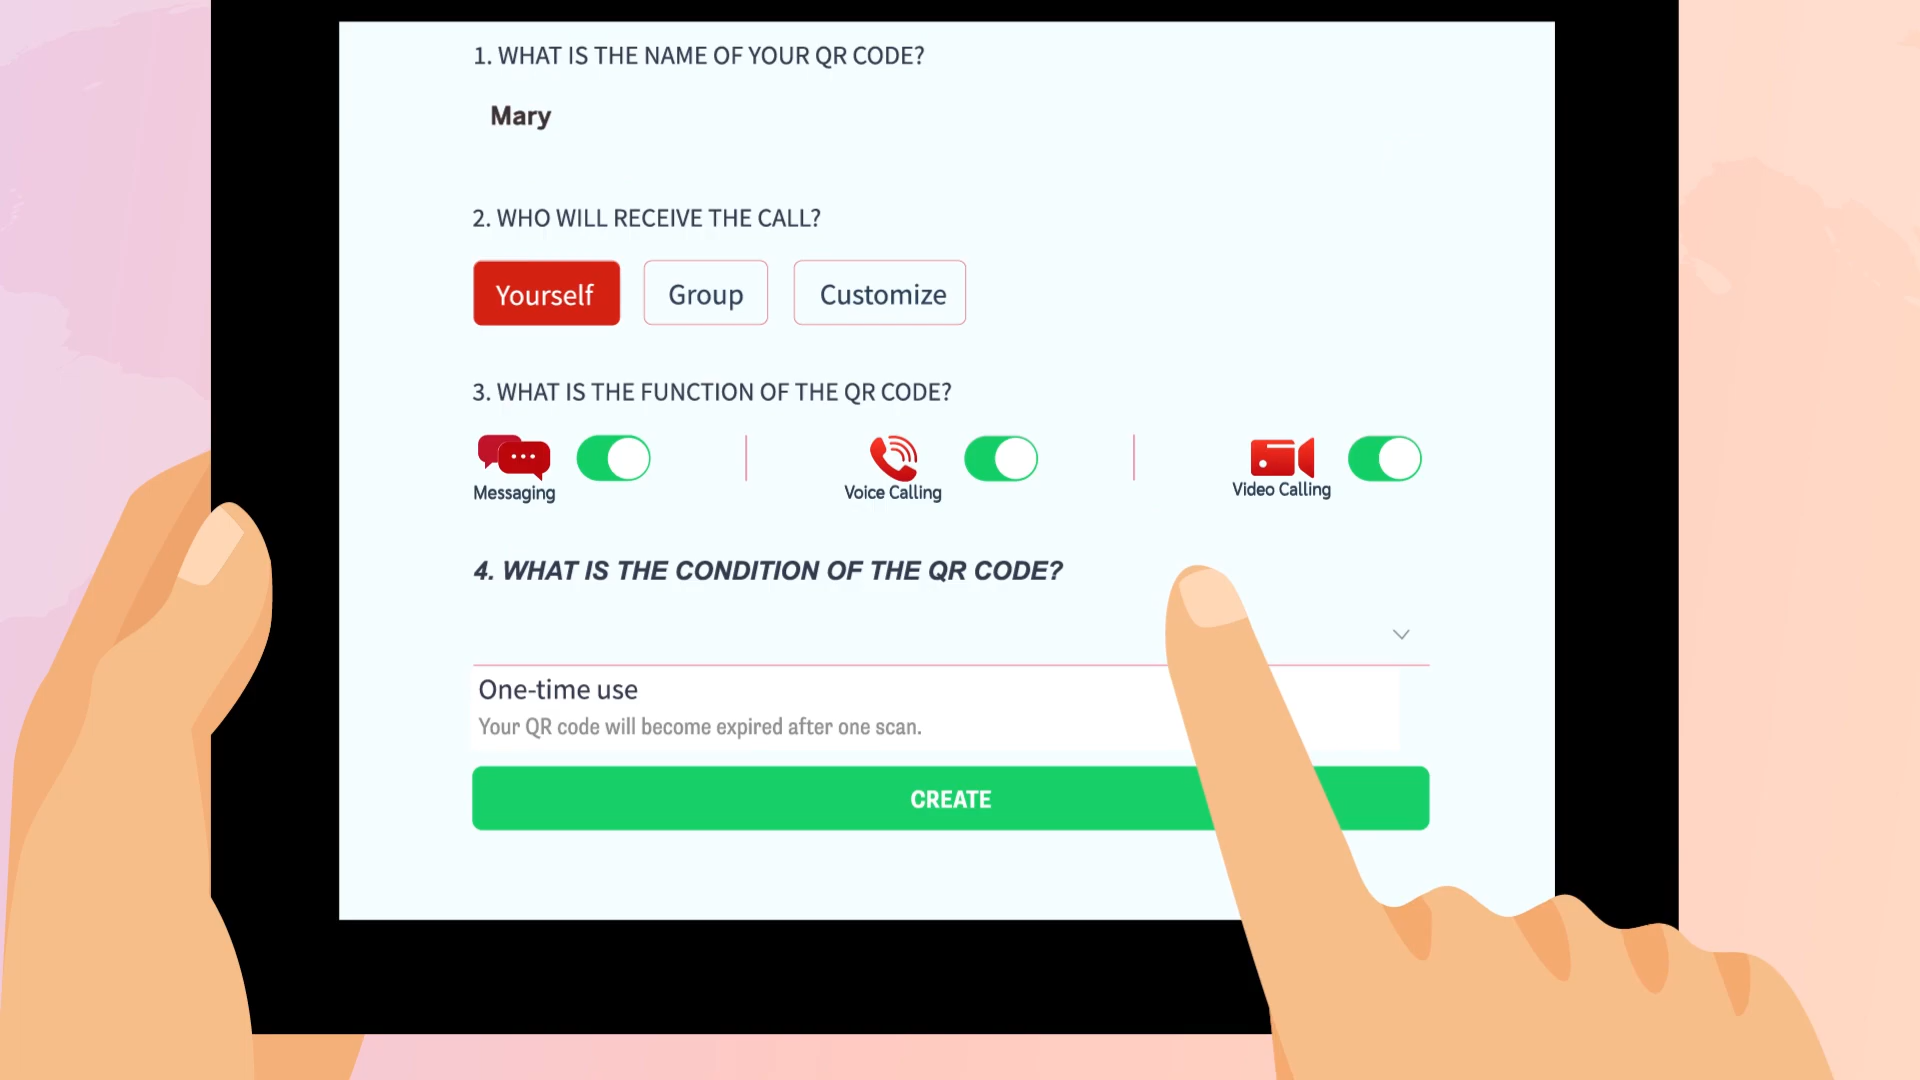 1. WHAT IS THE NAME OF YOUR QR CODE?
Mary
2. WHO WILL RECEIVE THE CALL?
Yourself Group Customize
3. WHAT IS THE FUNCTION OF THE QR CODE?
Messaging Voice Calling Video Calling
4. WHAT IS THE CONDITION OF THE QR CODE?
One-time use
Your QR code will become expired after one scan.
CREATE